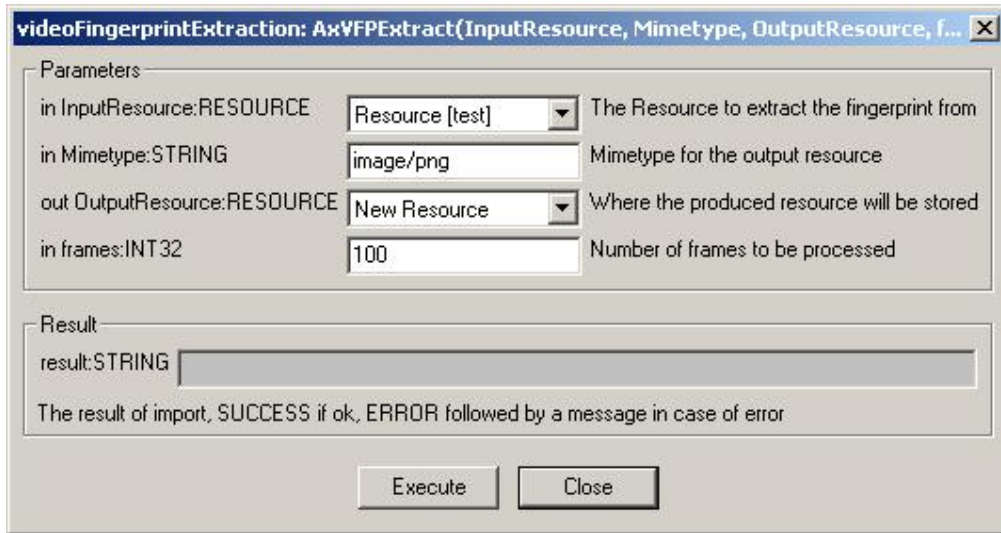 videoFingerprintExtraction: AxVFPExtract(InputResource, Mimetype, OutputResource, f...
Parameters
in InputResource:RESOURCE Resource [test] The Resource to extract the fingerprint from
in Mimetype:STRING image/png Mimetype for the output resource
out OutputResource:RESOURCE New Resource Where the produced resource will be stored
in frames:INT32 100 Number of frames to be processed
Result
result:STRING
The result of import, SUCCESS if ok, ERROR followed by a message in case of error
Execute Close